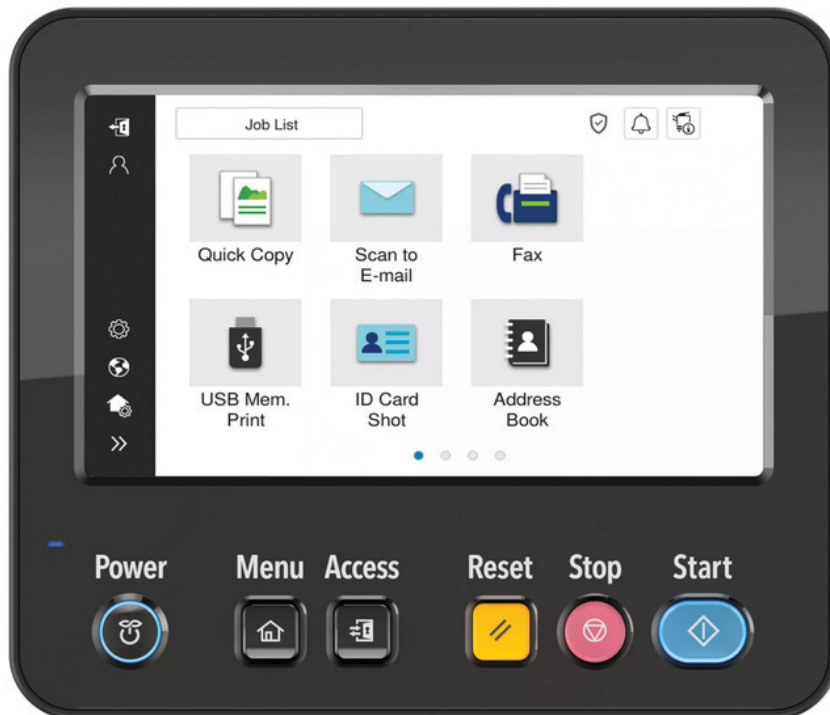 Job List
Quick Copy
Scan to
E-mail
Fax
USB Mem.
Print
ID Card
Shot
Address
Book
Power
Menu
Access
Reset
Stop
Start